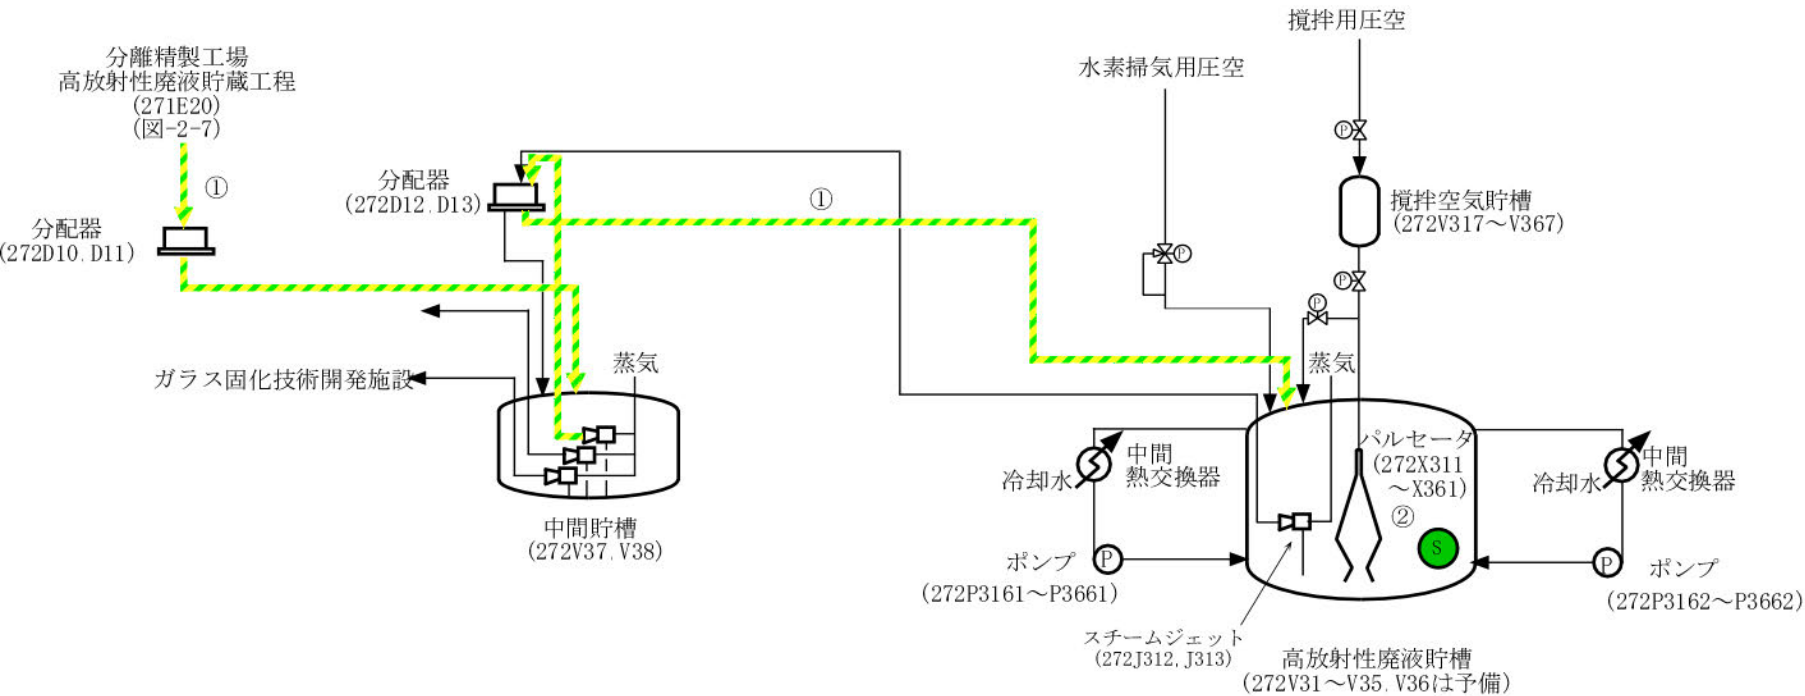 分離精製工場
高放射性廃液貯蔵工程
(271E20)
(図-2-7)
①
分配器
(272D10.D11)
分配器
(272D12.D13)
①
ガラス固化技術開発施設
蒸気
中間貯槽
(272V37.V38)
水素掃気用圧空
P
撹拌用圧空
P
撹拌空気貯槽
(272V317～V367)
P
P
蒸気
パルセータ
(272X311
～X361)
②
S
中間
熱交換器
冷却水
P
ポンプ
(272P3161～P3661)
中間
熱交換器
冷却水
P
ポンプ
(272P3162～P3662)
スチームジェット
(272J312,J313)
高放射性廃液貯槽
(272V31～V35.V36は予備)